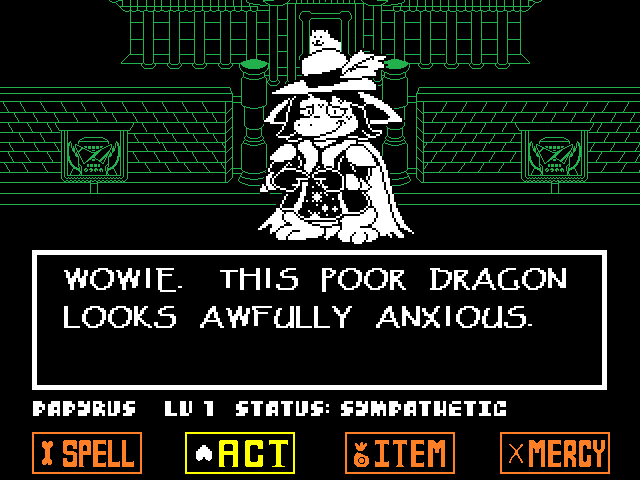 WOWIE. THIS POOR DRAGON
LOOKS AWFULLY ANXIOUS.
PAPYRUS LV 1 STATUS: SYMPATHETIC
SPELL ACT ITEM MERCY